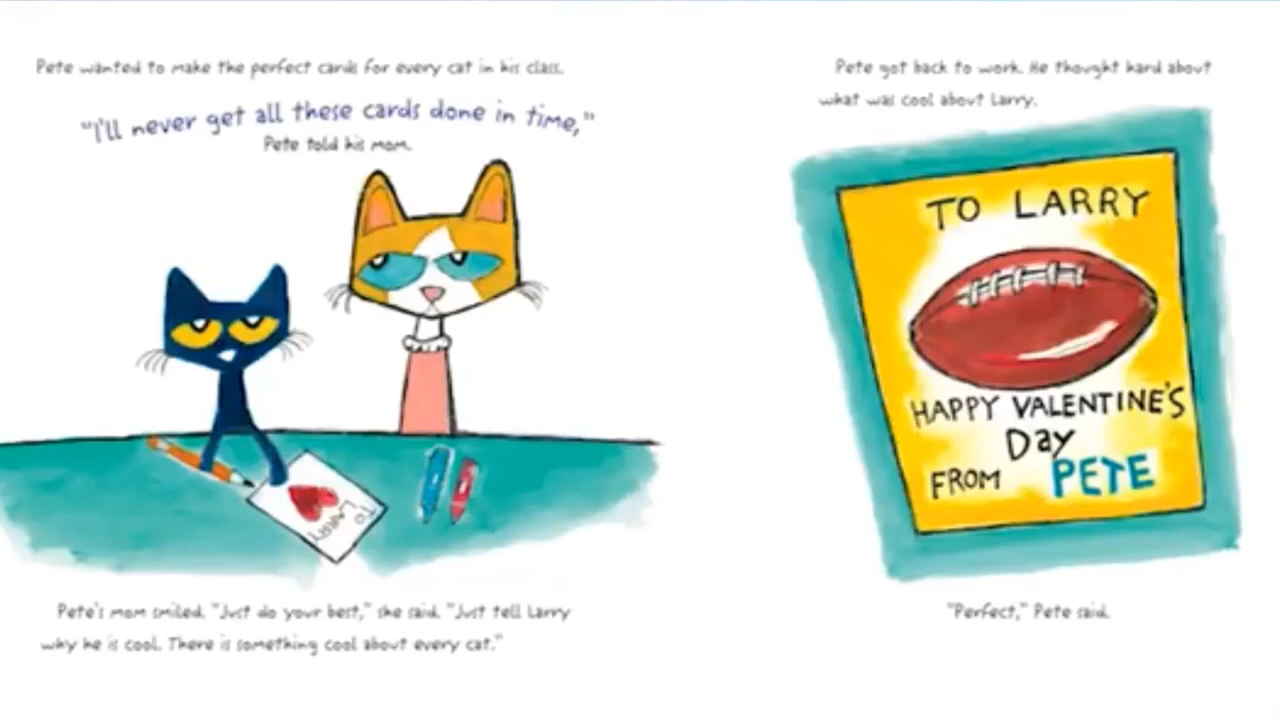 Pete wanted to make the perfect cards for every cat in his class.
"I'll never get all these cards done in time,"
Pete told his mom.
TO
LARRY
Pete's mom smiled. "Just do your best," she said. "Just tell Larry
why he is cool. There is something cool about every cat."
Pete got back to work. He thought hard about
what was cool about Larry.
TO LARRY
HAPPY VALENTINE'S
Day
FROM PETE
"Perfect," Pete said.